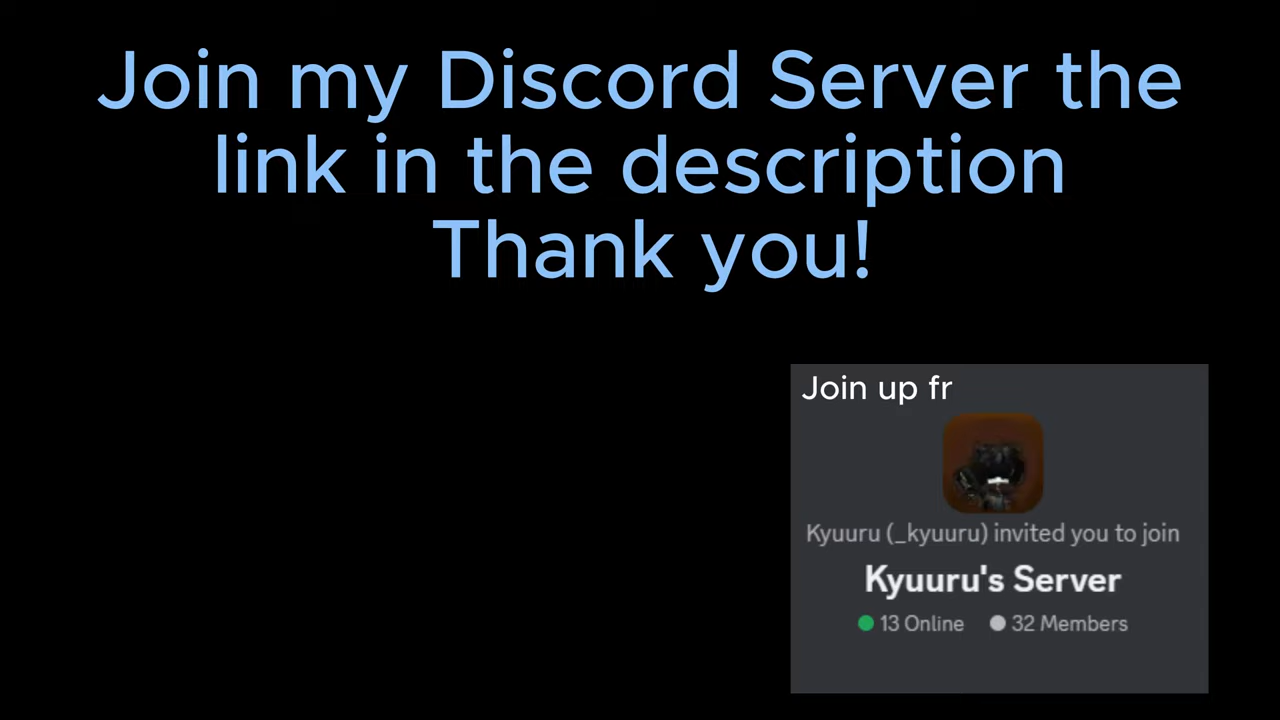 Join my Discord Server the
link in the description
Thank you!
Join up fr
Kyuuru (_kyuuru) invited you to join
Kyuuru's Server
13 Online 32 Members